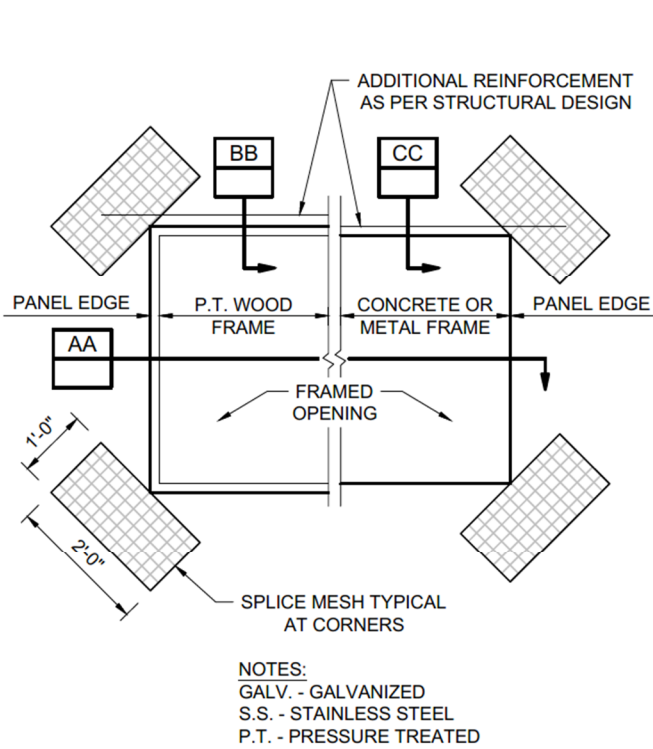 ADDITIONAL REINFORCEMENT
AS PER STRUCTURAL DESIGN
BB
CC
PANEL EDGE
P.T. WOOD
FRAME
CONCRETE OR
METAL FRAME
PANEL EDGE
AA
FRAMED
OPENING
1'-0"
2'-0"
SPLICE MESH TYPICAL
AT CORNERS
NOTES:
GALV. - GALVANIZED
S.S. - STAINLESS STEEL
P.T. - PRESSURE TREATED